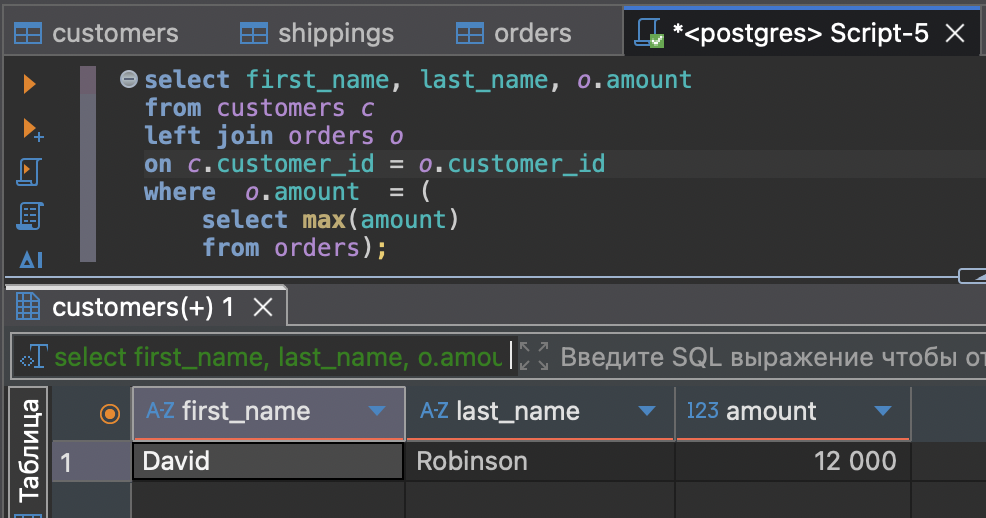 customers shippings orders *<postgres> Script-5
select first_name, last_name, o.amount
from customers c
left join orders o
on c.customer_id = o.customer_id
where  o.amount  = (
    select max(amount)
    from orders);
customers(+) 1
select first_name, last_name, o.amou Введите SQL выражение чтобы от
Таблица
A-Z first_name A-Z last_name 123 amount
1 David Robinson 12 000